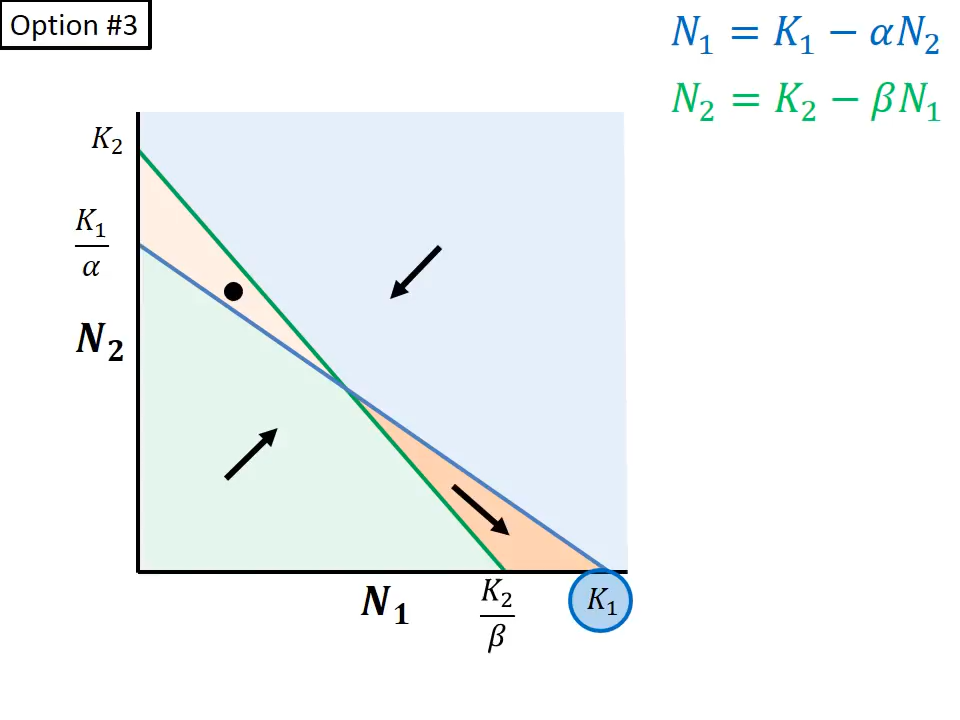 Option #3
N₁ = K₁ − αN₂
N₂ = K₂ − βN₁
K₂
K₁/α
N₂
N₁
K₂/β
K₁